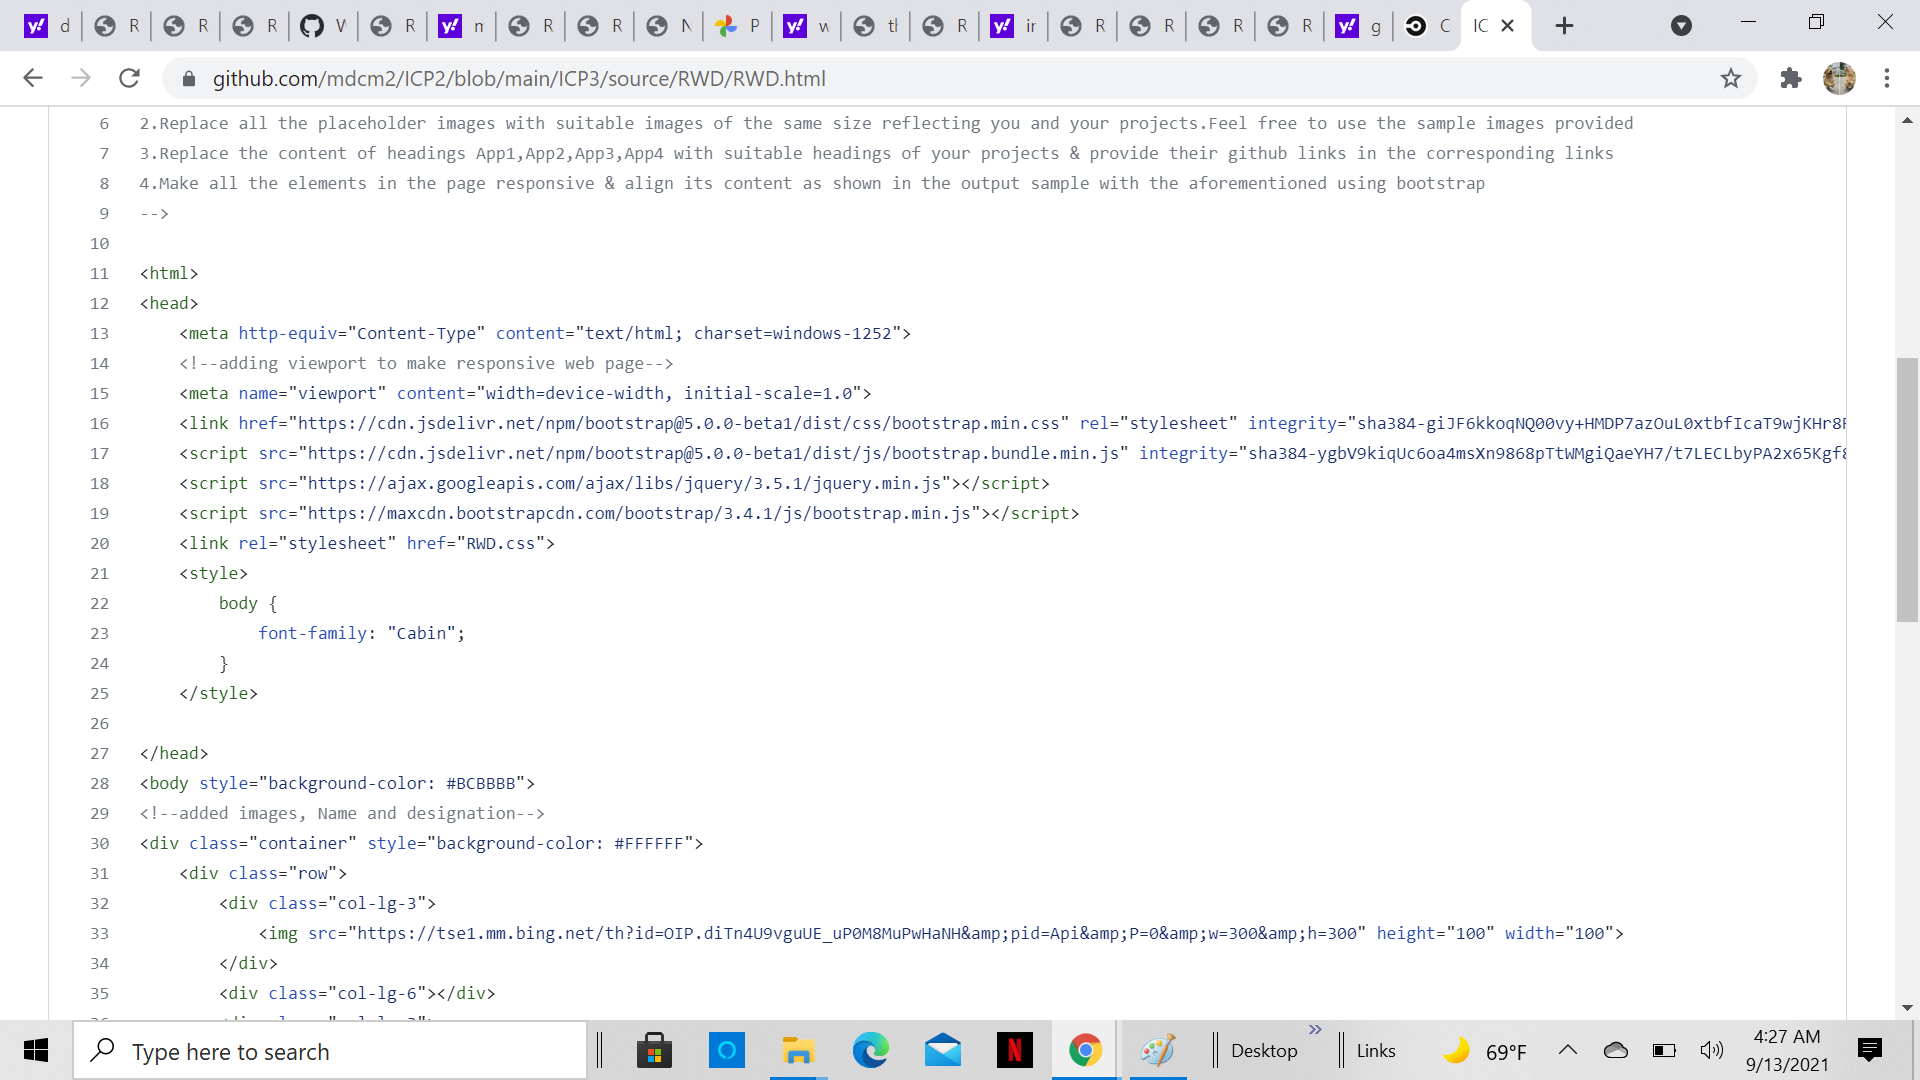 d R R R W R m R R N P w th R in R R R R g C IC
github.com/mdcm2/ICP2/blob/main/ICP3/source/RWD/RWD.html
6 2.Replace all the placeholder images with suitable images of the same size reflecting you and your projects.Feel free to use the sample images provided
7 3.Replace the content of headings App1,App2,App3,App4 with suitable headings of your projects & provide their github links in the corresponding links
8 4.Make all the elements in the page responsive & align its content as shown in the output sample with the aforementioned using bootstrap
9 -->
10
11 <html>
12 <head>
13 <meta http-equiv="Content-Type" content="text/html; charset=windows-1252">
14 <!--adding viewport to make responsive web page-->
15 <meta name="viewport" content="width=device-width, initial-scale=1.0">
16 <link href="https://cdn.jsdelivr.net/npm/bootstrap@5.0.0-beta1/dist/css/bootstrap.min.css" rel="stylesheet" integrity="sha384-giJF6kkoqNQ00vy+HMDP7azOuL0xtbfIcaT9wjKHr8R
17 <script src="https://cdn.jsdelivr.net/npm/bootstrap@5.0.0-beta1/dist/js/bootstrap.bundle.min.js" integrity="sha384-ygbV9kiqUc6oa4msXn9868pTtWMgiQaeYH7/t7LECLbyPA2x65Kgf8
18 <script src="https://ajax.googleapis.com/ajax/libs/jquery/3.5.1/jquery.min.js"></script>
19 <script src="https://maxcdn.bootstrapcdn.com/bootstrap/3.4.1/js/bootstrap.min.js"></script>
20 <link rel="stylesheet" href="RWD.css">
21 <style>
22 body {
23 font-family: "Cabin";
24 }
25 </style>
26
27 </head>
28 <body style="background-color: #BCBBBB">
29 <!--added images, Name and designation-->
30 <div class="container" style="background-color: #FFFFFF">
31 <div class="row">
32 <div class="col-lg-3">
33 <img src="https://tse1.mm.bing.net/th?id=OIP.diTn4U9vguUE_uP0M8MuPwHaNH&amp;pid=Api&amp;P=0&amp;w=300&amp;h=300" height="100" width="100">
34 </div>
35 <div class="col-lg-6"></div>
Type here to search
Desktop
Links
69°F
4:27 AM
9/13/2021